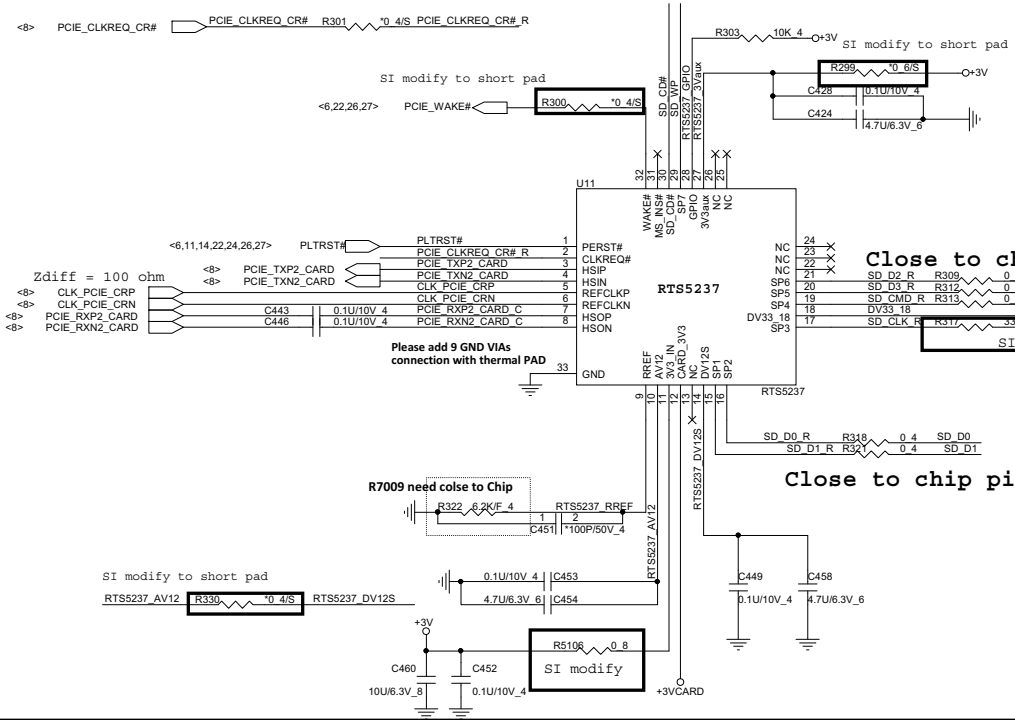 <8> PCIE_CLKREQ_CR# PCIE_CLKREQ_CR# R301 *0_4/S PCIE_CLKREQ_CR#_R
R303 10K_4 +3V
SI modify to short pad
R299 *0_6/S +3V
C428 0.1U/10V_4
C424 4.7U/6.3V_6
SI modify to short pad
<6,22,26,27> PCIE_WAKE# R300 *0_4/S
SD_CD#
SD_WP
RTS5237_GPIO
RTS5237_3Vaux
32 31 30 29 28 27 26 25
U11
WAKE# MS_INS# SD_CD# SP7 GPIO 3V3aux NC NC
<6,11,14,22,24,26,27> PLTRST# PLTRST# 1 PERST#
PCIE_CLKREQ_CR#_R 2 CLKREQ#
<8> PCIE_TXP2_CARD PCIE_TXP2_CARD 3 HSIP
<8> PCIE_TXN2_CARD PCIE_TXN2_CARD 4 HSIN
Zdiff = 100 ohm
<8> CLK_PCIE_CRP CLK_PCIE_CRP 5 REFCLKP
<8> CLK_PCIE_CRN CLK_PCIE_CRN 6 REFCLKN
<8> PCIE_RXP2_CARD C443 0.1U/10V_4 PCIE_RXP2_CARD_C 7 HSOP
<8> PCIE_RXN2_CARD C446 0.1U/10V_4 PCIE_RXN2_CARD_C 8 HSON
RTS5237
NC 24
NC 23
NC 22
Close to ch
SP6 21 SD_D2_R R309 0
SP5 20 SD_D3_R R312 0
SP4 19 SD_CMD_R R313 0
DV33_18 18 DV33_18
SP3 17 SD_CLK_R R317 33
SI
Please add 9 GND VIAs
connection with thermal PAD
33 GND
RREF AV12 3V3_IN CARD_3V3 NC DV12S SP1 SP2
RTS5237
9 10 11 12 13 14 15 16
SD_D0_R R318 0_4 SD_D0
SD_D1_R R321 0_4 SD_D1
RTS5237_DV12S
Close to chip pi
R7009 need colse to Chip
R322 6.2K/F_4 RTS5237_RREF
1 2
C451 *100P/50V_4
RTS5237_AV12
0.1U/10V_4 C453
4.7U/6.3V_6 C454
C449
0.1U/10V_4
C458
4.7U/6.3V_6
SI modify to short pad
RTS5237_AV12 R330 *0_4/S RTS5237_DV12S
+3V
R5106 0_8
SI modify
C460
10U/6.3V_8
C452
0.1U/10V_4
+3VCARD